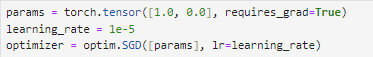 params = torch.tensor([1.0, 0.0], requires_grad=True)
learning_rate = 1e-5
optimizer = optim.SGD([params], lr=learning_rate)